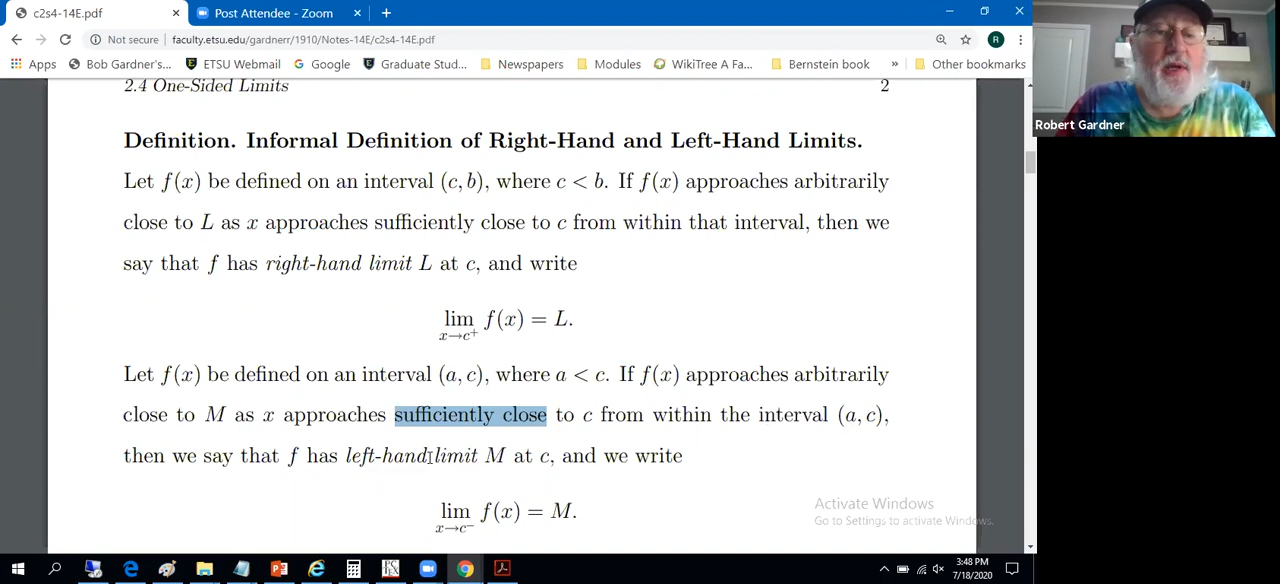 c2s4-14E.pdf
Post Attendee - Zoom
Not secure | faculty.etsu.edu/gardnerr/1910/Notes-14E/c2s4-14E.pdf
R
Apps
Bob Gardner's...
ETSU Webmail
Google
Graduate Stud...
Newspapers
Modules
WikiTree A Fa...
Bernstein book
»
Other bookmarks
Robert Gardner
2.4 One-Sided Limits 2
Definition. Informal Definition of Right-Hand and Left-Hand Limits.
Let f(x) be defined on an interval (c, b), where c < b. If f(x) approaches arbitrarily
close to L as x approaches sufficiently close to c from within that interval, then we
say that f has right-hand limit L at c, and write
lim x→c⁺ f(x) = L.
Let f(x) be defined on an interval (a, c), where a < c. If f(x) approaches arbitrarily
close to M as x approaches sufficiently close to c from within the interval (a, c),
then we say that f has left-hand limit M at c, and we write
lim x→c⁻ f(x) = M.
Activate Windows
Go to Settings to activate Windows.
3:48 PM
7/18/2020